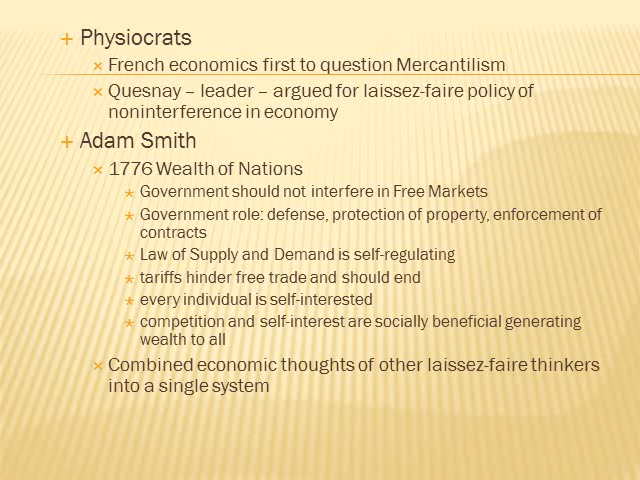 Physiocrats
French economics first to question Mercantilism
Quesnay – leader – argued for laissez-faire policy of
noninterference in economy
Adam Smith
1776 Wealth of Nations
Government should not interfere in Free Markets
Government role: defense, protection of property, enforcement of
contracts
Law of Supply and Demand is self-regulating
tariffs hinder free trade and should end
every individual is self-interested
competition and self-interest are socially beneficial generating
wealth to all
Combined economic thoughts of other laissez-faire thinkers
into a single system